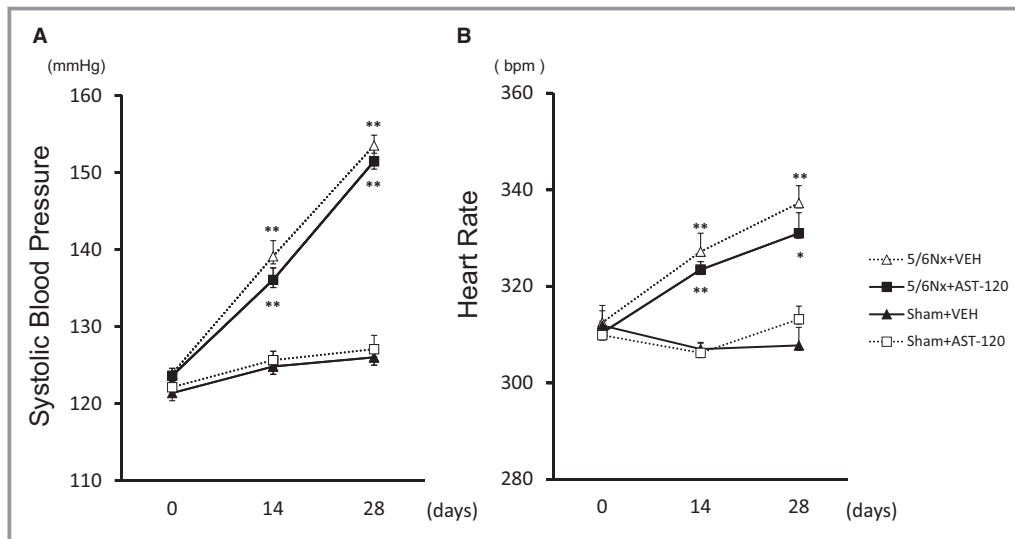 A
(mmHg)
Systolic Blood Pressure
160
150
140
130
120
110
**
**
**
**
0 14 28 (days)
B
( bpm )
Heart Rate
360
340
320
300
280
**
**
**
*
0 14 28 (days)
5/6Nx+VEH
5/6Nx+AST-120
Sham+VEH
Sham+AST-120